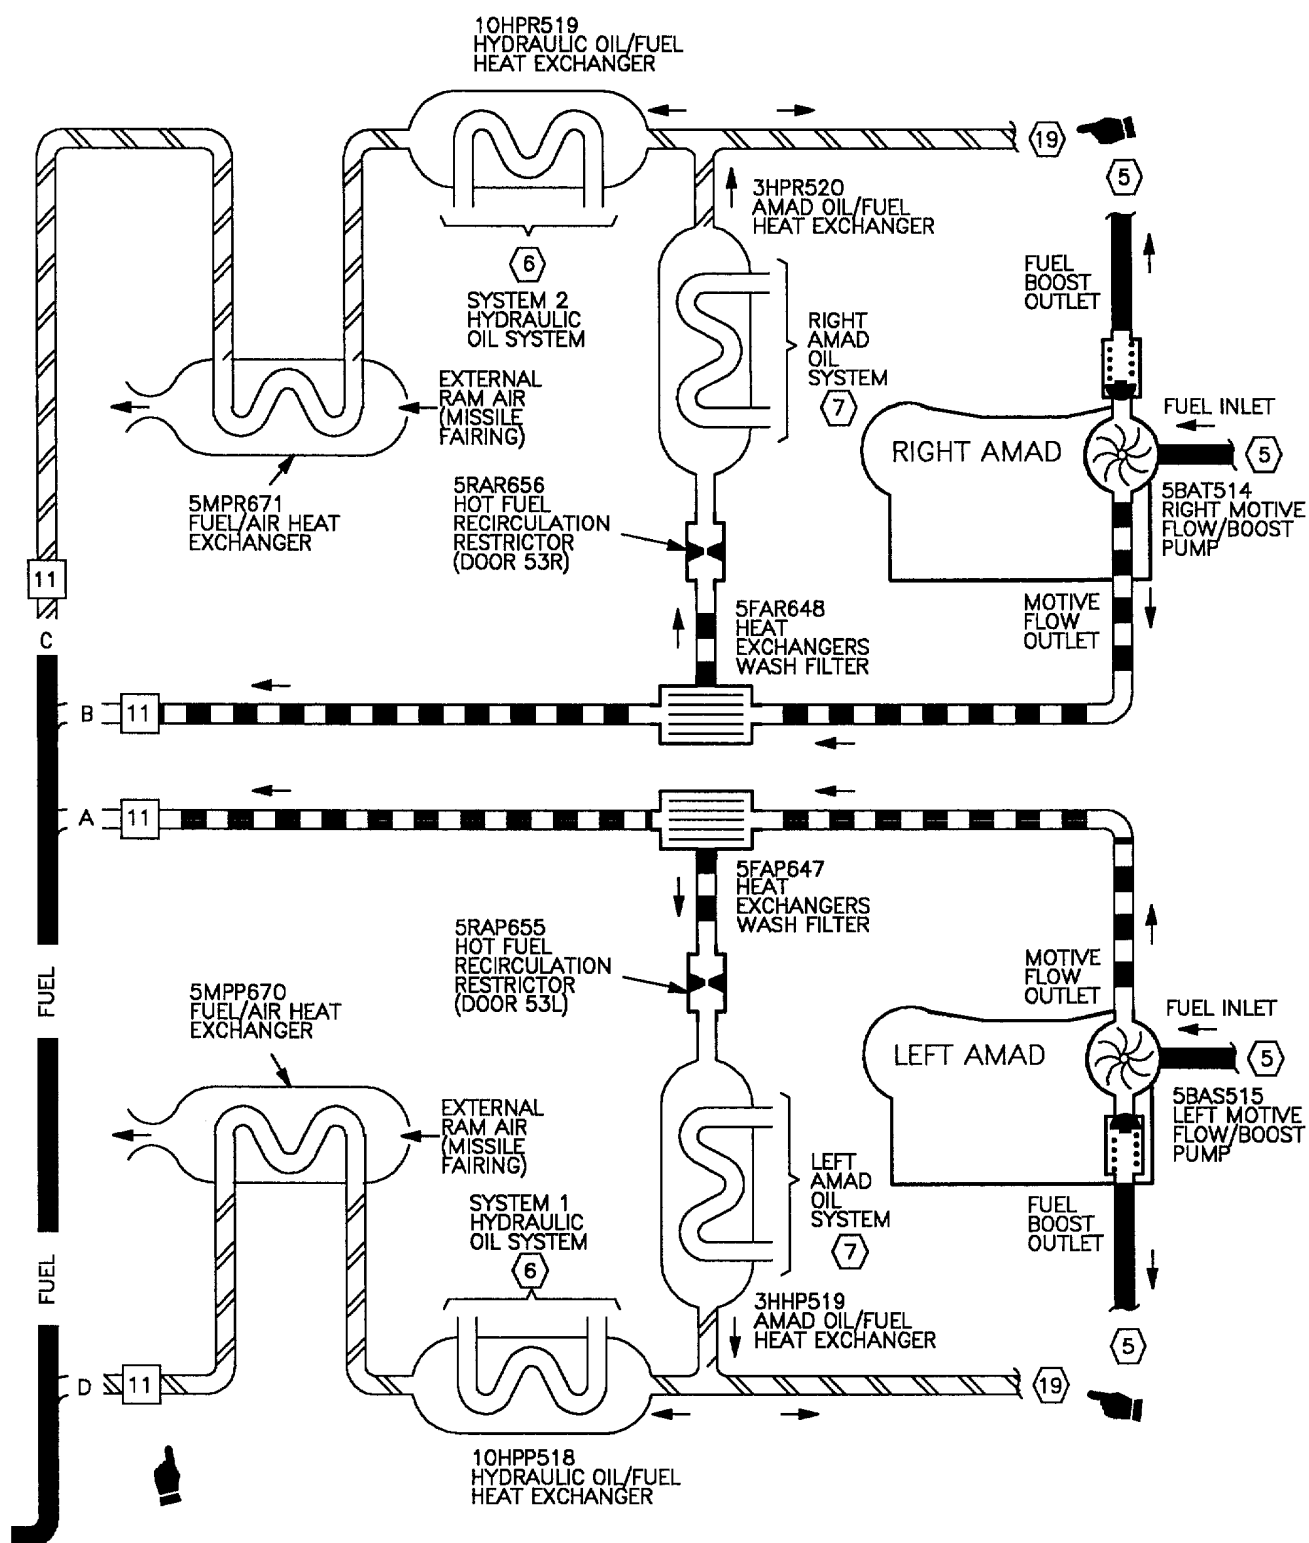 10HPR519
HYDRAULIC OIL/FUEL
HEAT EXCHANGER
19
5
3HPR520
AMAD OIL/FUEL
HEAT EXCHANGER
6
SYSTEM 2
HYDRAULIC
OIL SYSTEM
FUEL
BOOST
OUTLET
RIGHT
AMAD
OIL
SYSTEM
7
EXTERNAL
RAM AIR
(MISSILE
FAIRING)
FUEL INLET
5
RIGHT AMAD
5MPR671
FUEL/AIR HEAT
EXCHANGER
5RAR656
HOT FUEL
RECIRCULATION
RESTRICTOR
(DOOR 53R)
5BAT514
RIGHT MOTIVE
FLOW/BOOST
PUMP
11
C
5FAR648
HEAT
EXCHANGERS
WASH FILTER
MOTIVE
FLOW
OUTLET
B
11
A
11
5FAP647
HEAT
EXCHANGERS
WASH FILTER
5RAP655
HOT FUEL
RECIRCULATION
RESTRICTOR
(DOOR 53L)
MOTIVE
FLOW
OUTLET
FUEL
5MPP670
FUEL/AIR HEAT
EXCHANGER
FUEL INLET
5
LEFT AMAD
EXTERNAL
RAM AIR
(MISSILE
FAIRING)
5BAS515
LEFT MOTIVE
FLOW/BOOST
PUMP
LEFT
AMAD
OIL
SYSTEM
7
SYSTEM 1
HYDRAULIC
OIL SYSTEM
6
FUEL
BOOST
OUTLET
FUEL
3HHP519
AMAD OIL/FUEL
HEAT EXCHANGER
5
D
11
19
10HPP518
HYDRAULIC OIL/FUEL
HEAT EXCHANGER